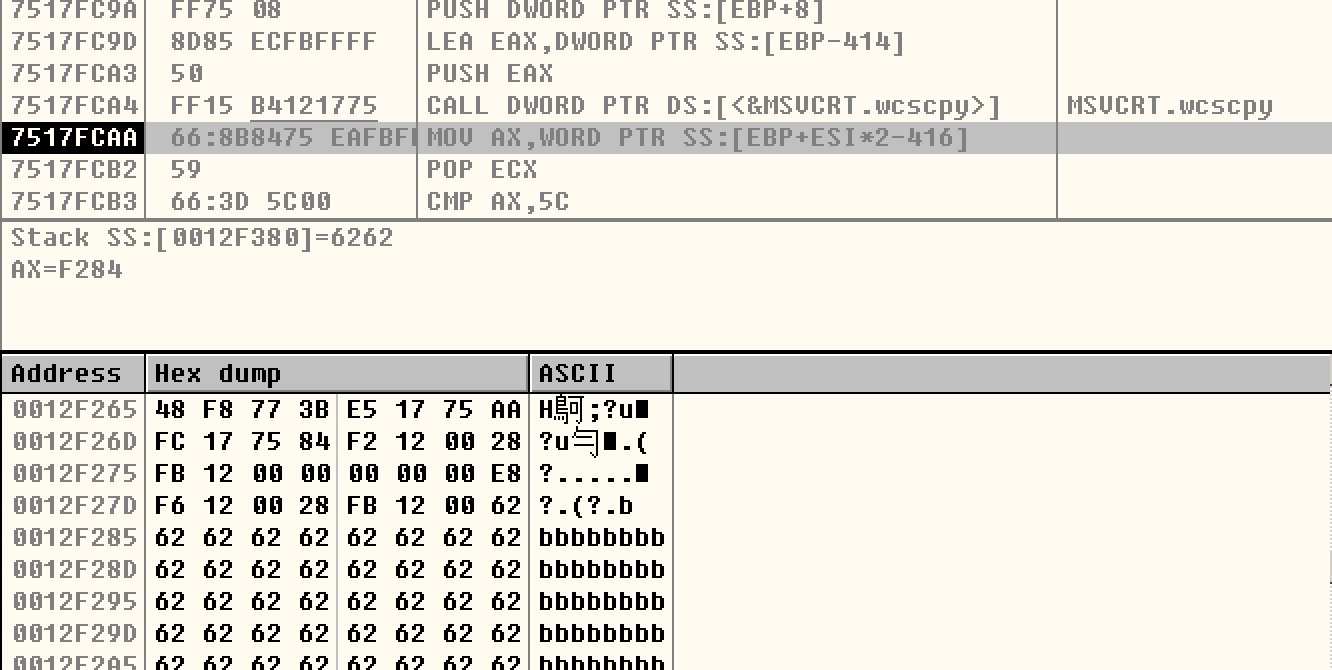 7517FC9A FF75 08 PUSH DWORD PTR SS:[EBP+8]
7517FC9D 8D85 ECFBFFFF LEA EAX,DWORD PTR SS:[EBP-414]
7517FCA3 50 PUSH EAX
7517FCA4 FF15 B4121775 CALL DWORD PTR DS:[<&MSVCRT.wcscpy>] MSVCRT.wcscpy
7517FCAA 66:8B8475 EAFBF MOV AX,WORD PTR SS:[EBP+ESI*2-416]
7517FCB2 59 POP ECX
7517FCB3 66:3D 5C00 CMP AX,5C
Stack SS:[0012F380]=6262
AX=F284
Address Hex dump ASCII
0012F265 48 F8 77 3B E5 17 75 AA H;?u■
0012F26D FC 17 75 84 F2 12 00 28 ?u■.(
0012F275 FB 12 00 00 00 00 00 E8 ?.....■
0012F27D F6 12 00 28 FB 12 00 62 ?.(?.b
0012F285 62 62 62 62 62 62 62 62 bbbbbbbb
0012F28D 62 62 62 62 62 62 62 62 bbbbbbbb
0012F295 62 62 62 62 62 62 62 62 bbbbbbbb
0012F29D 62 62 62 62 62 62 62 62 bbbbbbbb
0012F2A5 62 62 62 62 62 62 62 62 bbbbbbbb